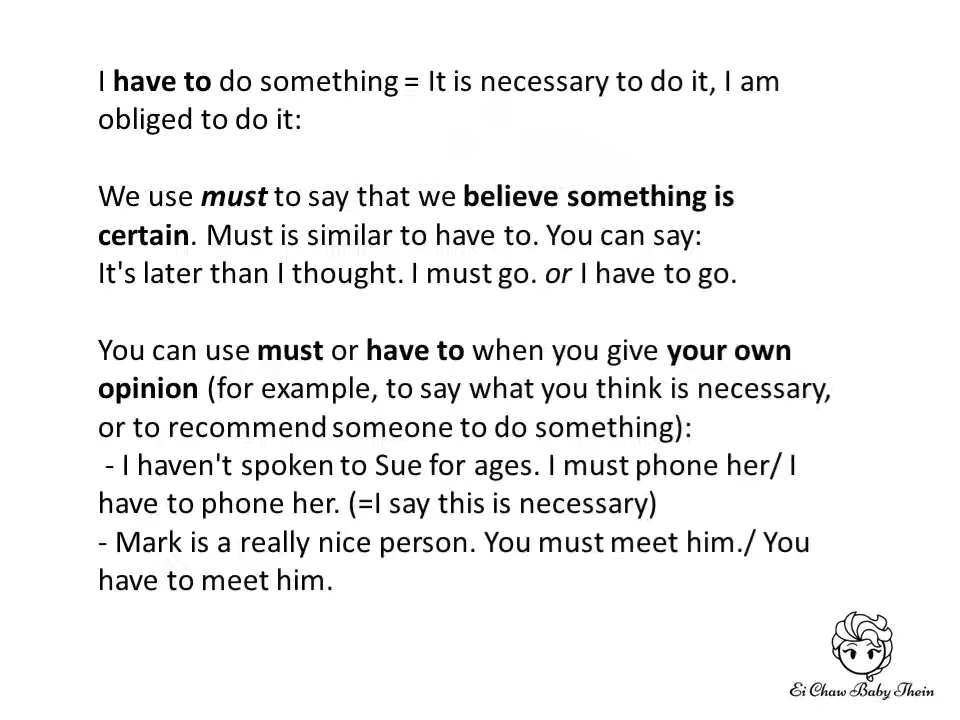 I have to do something = It is necessary to do it, I am
obliged to do it:
We use must to say that we believe something is
certain. Must is similar to have to. You can say:
It's later than I thought. I must go. or I have to go.
You can use must or have to when you give your own
opinion (for example, to say what you think is necessary,
or to recommend someone to do something):
- I haven't spoken to Sue for ages. I must phone her/ I
have to phone her. (=I say this is necessary)
- Mark is a really nice person. You must meet him./ You
have to meet him.
Ei Chaw Baby Thein